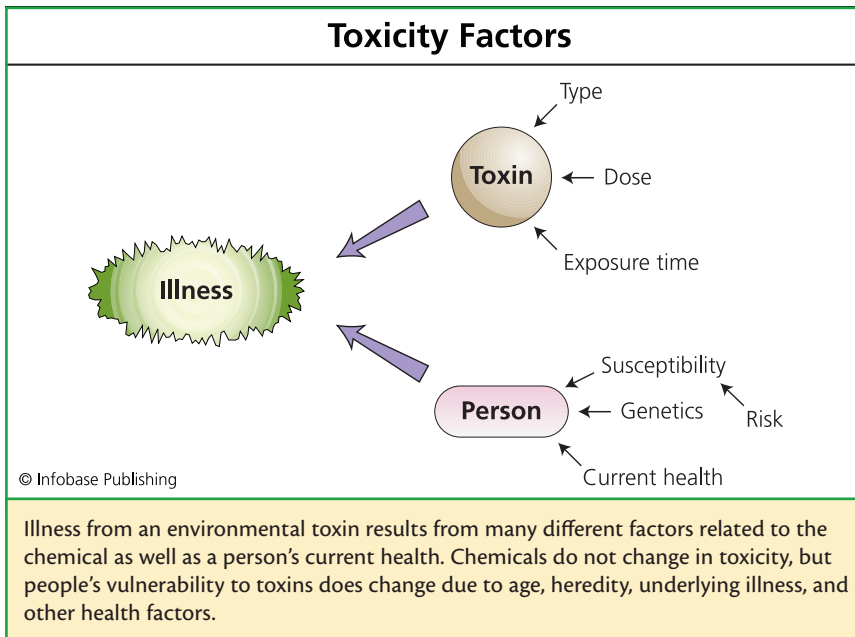 Toxicity Factors
Type
Toxin
Dose
Exposure time
Illness
Susceptibility
Person
Genetics
Risk
Current health
© Infobase Publishing
Illness from an environmental toxin results from many different factors related to the
chemical as well as a person's current health. Chemicals do not change in toxicity, but
people's vulnerability to toxins does change due to age, heredity, underlying illness, and
other health factors.